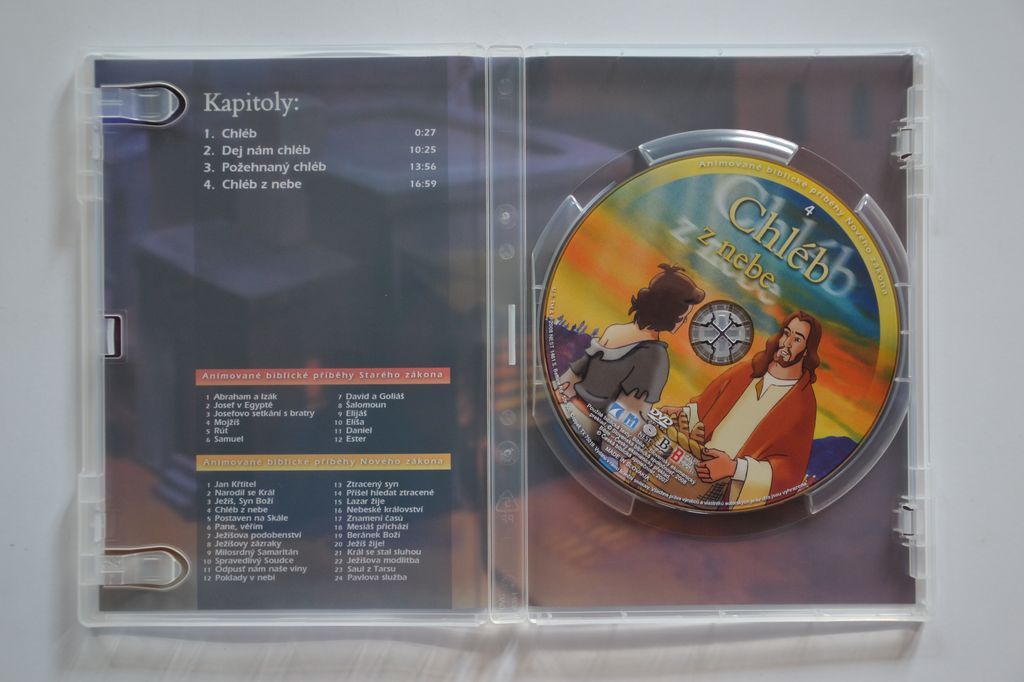 Kapitoly:
1. Chléb 0:27
2. Dej nám chléb 10:25
3. Požehnaný chléb 13:56
4. Chléb z nebe 16:59
Animované biblické příběhy Starého zákona
1 Abraham a Izák
2 Josef v Egyptě
3 Josefovo setkání s bratry
4 Mojžíš
5 Rút
6 Samuel
7 David a Goliáš
8 Šalomoun
9 Elijáš
10 Elíša
11 Daniel
12 Ester
Animované biblické příběhy Nového zákona
1 Jan Křtitel
2 Narodil se Král
3 Ježíš, Syn Boží
4 Chléb z nebe
5 Postaven na Skále
6 Pane, věřím
7 Ježíšova podobenství
8 Ježíšovy zázraky
9 Milosrdný Samaritán
10 Spravedlivý Soudce
11 Odpusť nám naše viny
12 Poklady v nebi
13 Ztracený syn
14 Přišel hledat ztracené
15 Lazar žije
16 Nebeské království
17 Znamení časů
18 Mesiáš přichází
19 Beránek Boží
20 Ježíš žije!
21 Král se stal sluhou
22 Ježíšova modlitba
23 Saul z Tarsu
24 Pavlova služba
Animované biblické příběhy Nového zákona
4
Chléb
z nebe
DVD